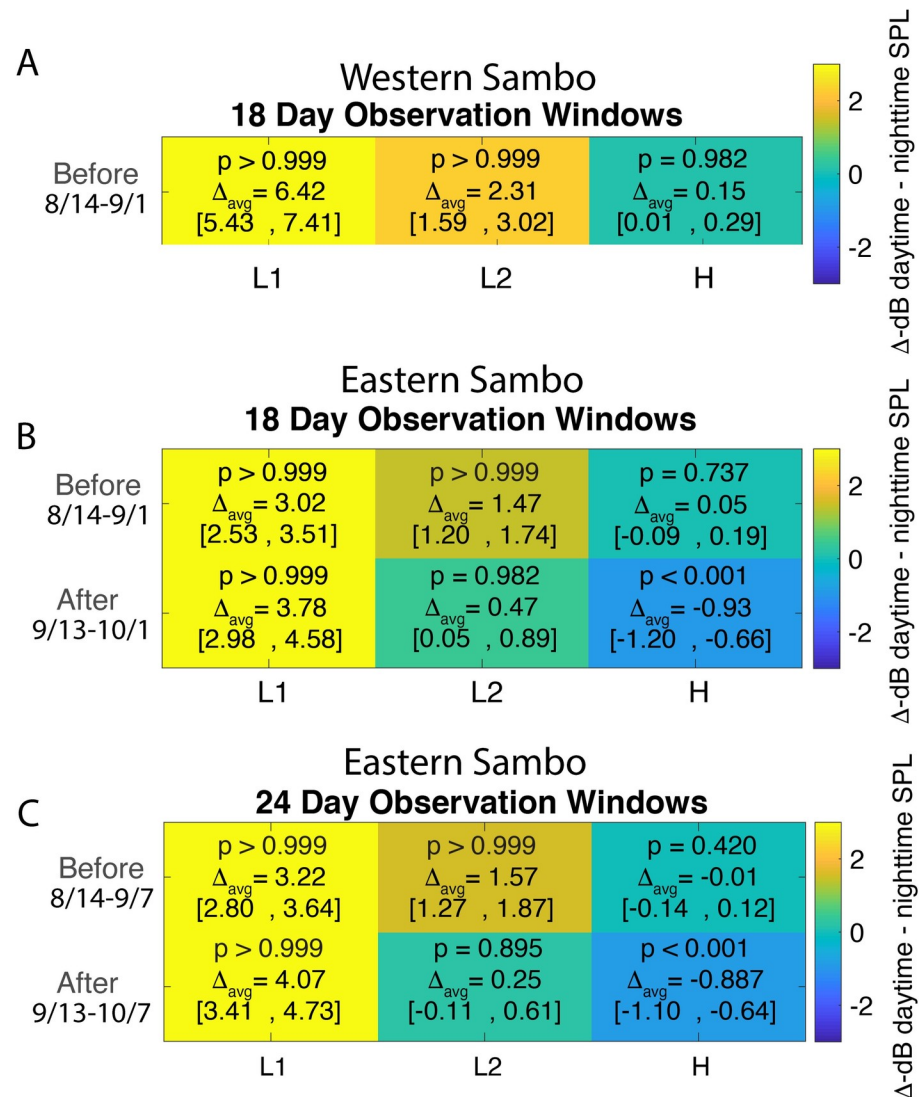 A
Western Sambo
18 Day Observation Windows
Before
8/14-9/1
p > 0.999
Δavg= 6.42
[5.43 , 7.41]
p > 0.999
Δavg= 2.31
[1.59 , 3.02]
p = 0.982
Δavg= 0.15
[0.01 , 0.29]
L1
L2
H
2
0
-2
Δ-dB daytime - nighttime SPL
B
Eastern Sambo
18 Day Observation Windows
Before
8/14-9/1
p > 0.999
Δavg= 3.02
[2.53 , 3.51]
p > 0.999
Δavg= 1.47
[1.20 , 1.74]
p = 0.737
Δavg= 0.05
[-0.09 , 0.19]
After
9/13-10/1
p > 0.999
Δavg= 3.78
[2.98 , 4.58]
p = 0.982
Δavg= 0.47
[0.05 , 0.89]
p < 0.001
Δavg= -0.93
[-1.20 , -0.66]
L1
L2
H
2
0
-2
Δ-dB daytime - nighttime SPL
C
Eastern Sambo
24 Day Observation Windows
Before
8/14-9/7
p > 0.999
Δavg= 3.22
[2.80 , 3.64]
p > 0.999
Δavg= 1.57
[1.27 , 1.87]
p = 0.420
Δavg= -0.01
[-0.14 , 0.12]
After
9/13-10/7
p > 0.999
Δavg= 4.07
[3.41 , 4.73]
p = 0.895
Δavg= 0.25
[-0.11 , 0.61]
p < 0.001
Δavg= -0.887
[-1.10 , -0.64]
L1
L2
H
2
0
-2
Δ-dB daytime - nighttime SPL